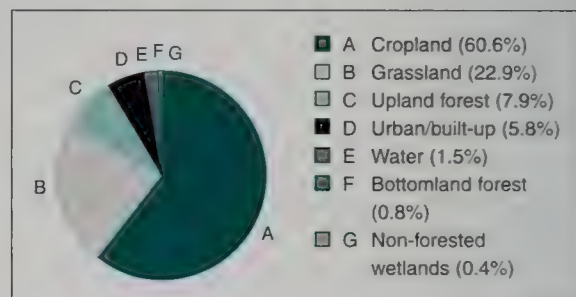 D E F G
C
B
A
A Cropland (60.6%)
B Grassland (22.9%)
C Upland forest (7.9%)
D Urban/built-up (5.8%)
E Water (1.5%)
F Bottomland forest
(0.8%)
G Non-forested
wetlands (0.4%)